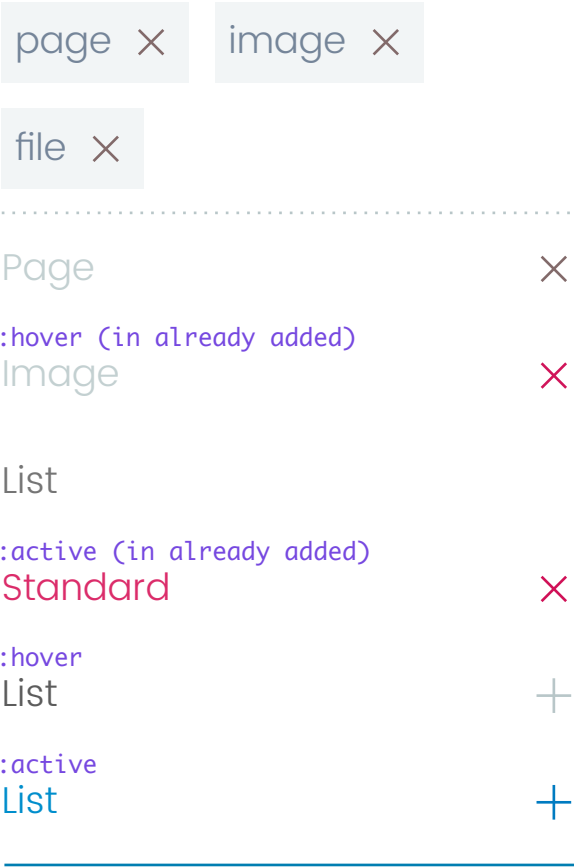 page image
file
Page
:hover (in already added)
Image
List
:active (in already added)
Standard
:hover
List
:active
List